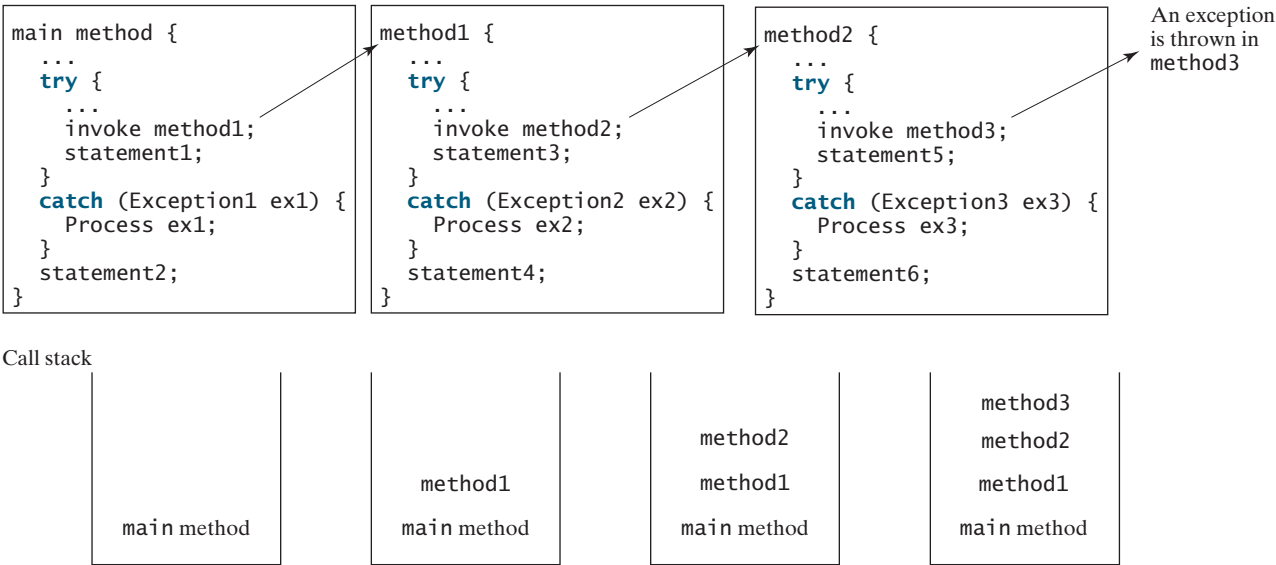 main method {
...
try {
...
invoke method1;
statement1;
}
catch (Exception1 ex1) {
Process ex1;
}
statement2;
}
method1 {
...
try {
...
invoke method2;
statement3;
}
catch (Exception2 ex2) {
Process ex2;
}
statement4;
}
method2 {
...
try {
...
invoke method3;
statement5;
}
catch (Exception3 ex3) {
Process ex3;
}
statement6;
}
An exception
is thrown in
method3
Call stack
main method
method1
main method
method2
method1
main method
method3
method2
method1
main method